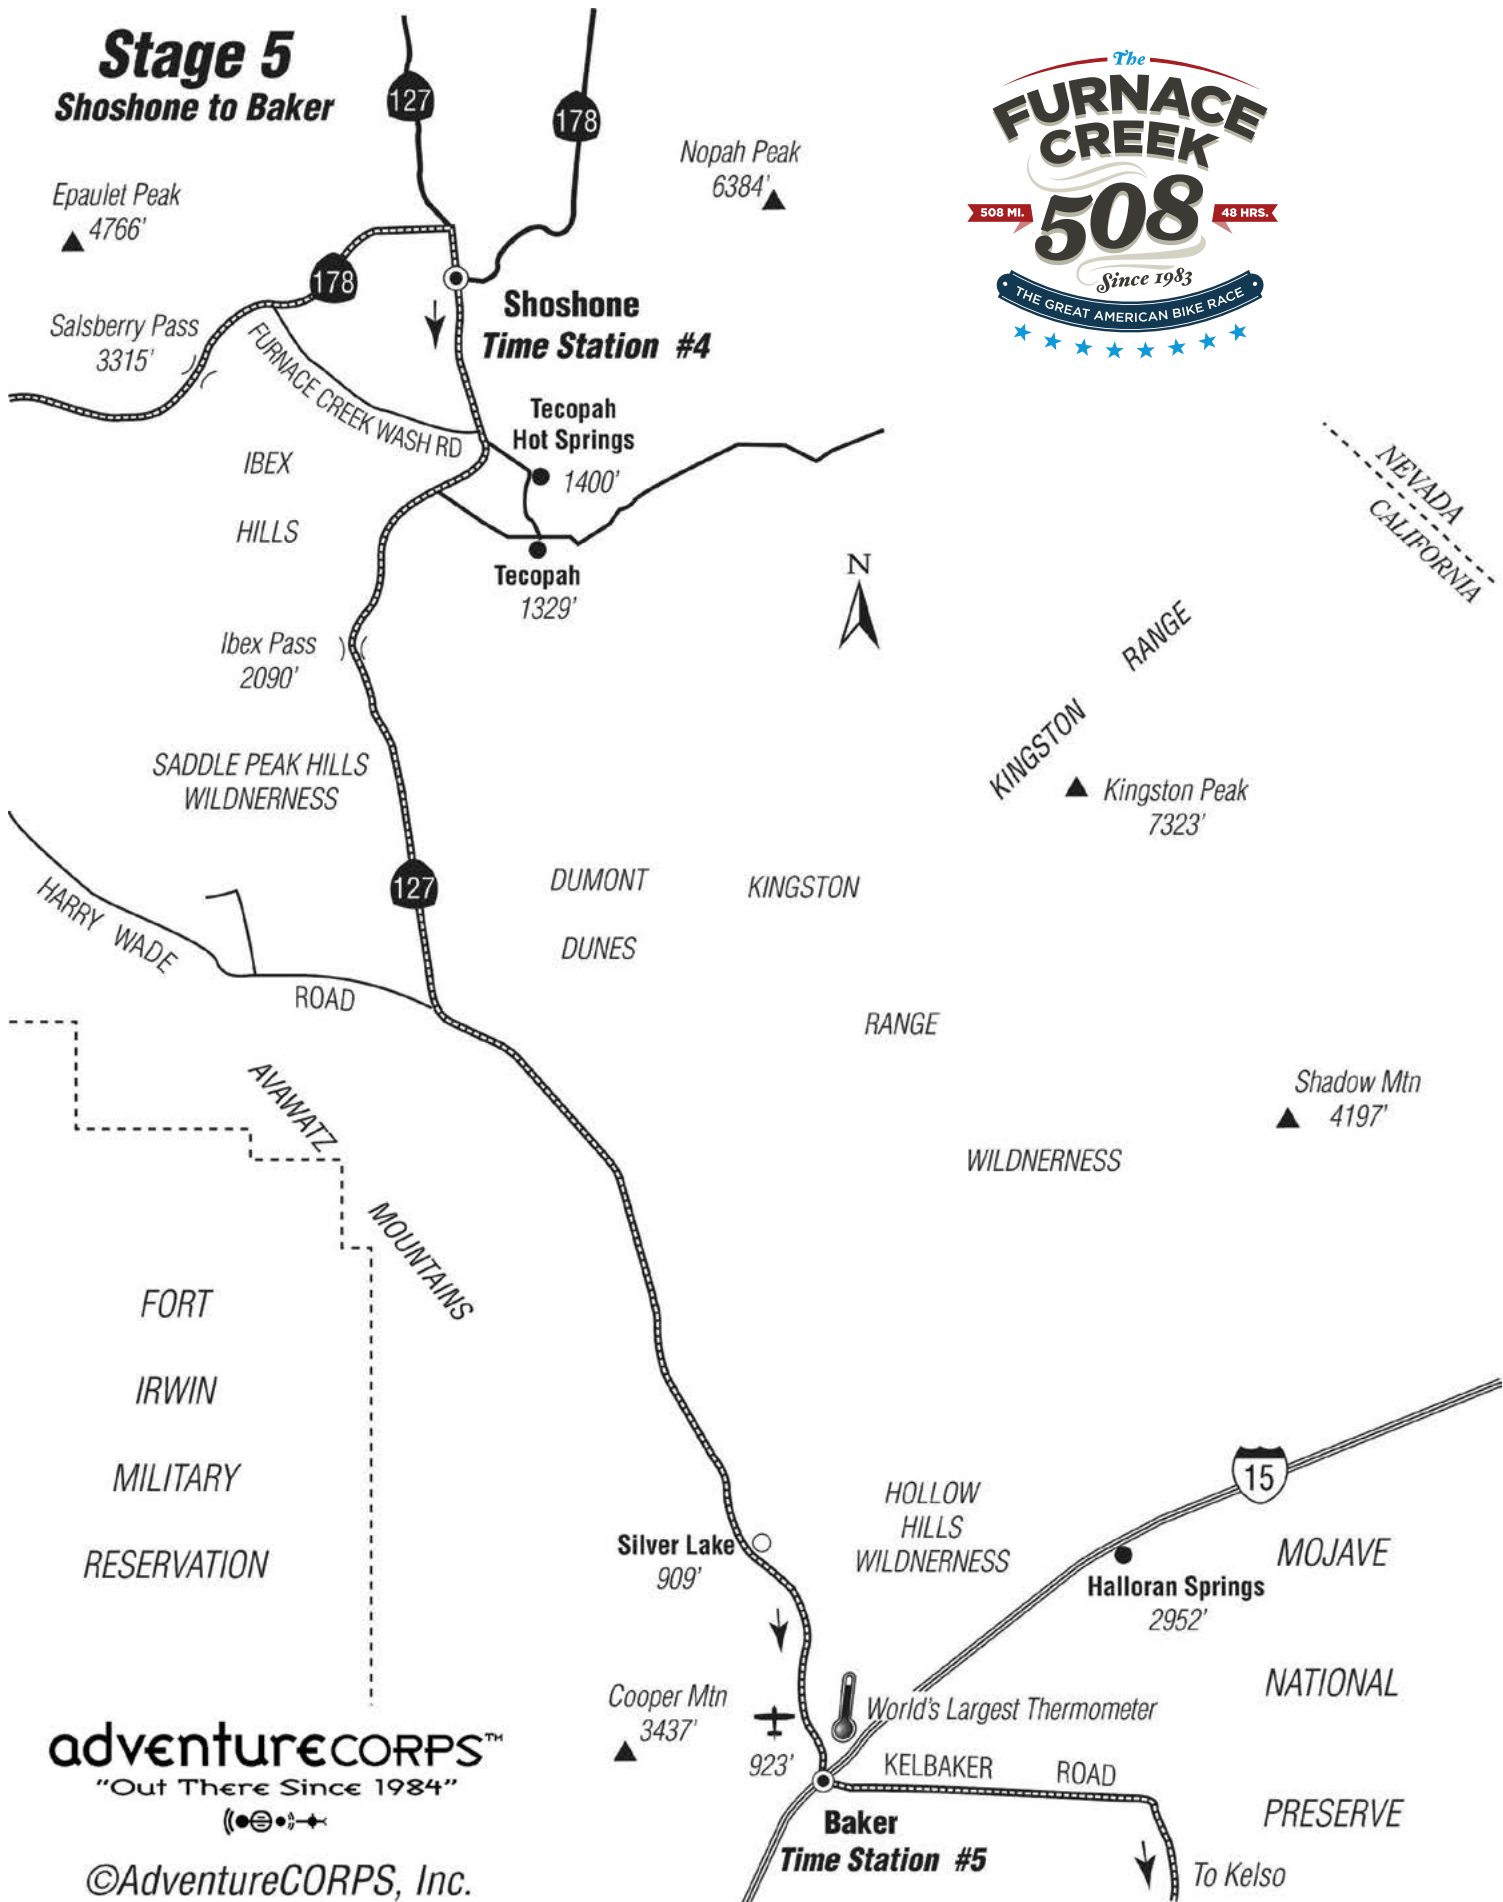 Stage 5
Shoshone to Baker
127
178
The
FURNACE
CREEK
508 MI.
508
48 HRS.
Since 1983
THE GREAT AMERICAN BIKE RACE
Nopah Peak
6384'
Epaulet Peak
4766'
178
Shoshone
Time Station #4
Salsberry Pass
3315'
FURNACE CREEK WASH RD
Tecopah
Hot Springs
1400'
IBEX
HILLS
NEVADA
CALIFORNIA
Tecopah
1329'
N
Ibex Pass
2090'
RANGE
KINGSTON
Kingston Peak
7323'
SADDLE PEAK HILLS
WILDNERNESS
127
DUMONT
DUNES
KINGSTON
HARRY WADE
ROAD
RANGE
AVAWATZ
MOUNTAINS
Shadow Mtn
4197'
WILDNERNESS
FORT
IRWIN
MILITARY
RESERVATION
15
HOLLOW
HILLS
WILDNERNESS
Silver Lake
909'
MOJAVE
Halloran Springs
2952'
NATIONAL
Cooper Mtn
3437'
World's Largest Thermometer
923'
KELBAKER ROAD
PRESERVE
Baker
Time Station #5
To Kelso
adventureCORPS™
"Out There Since 1984"
©AdventureCORPS, Inc.